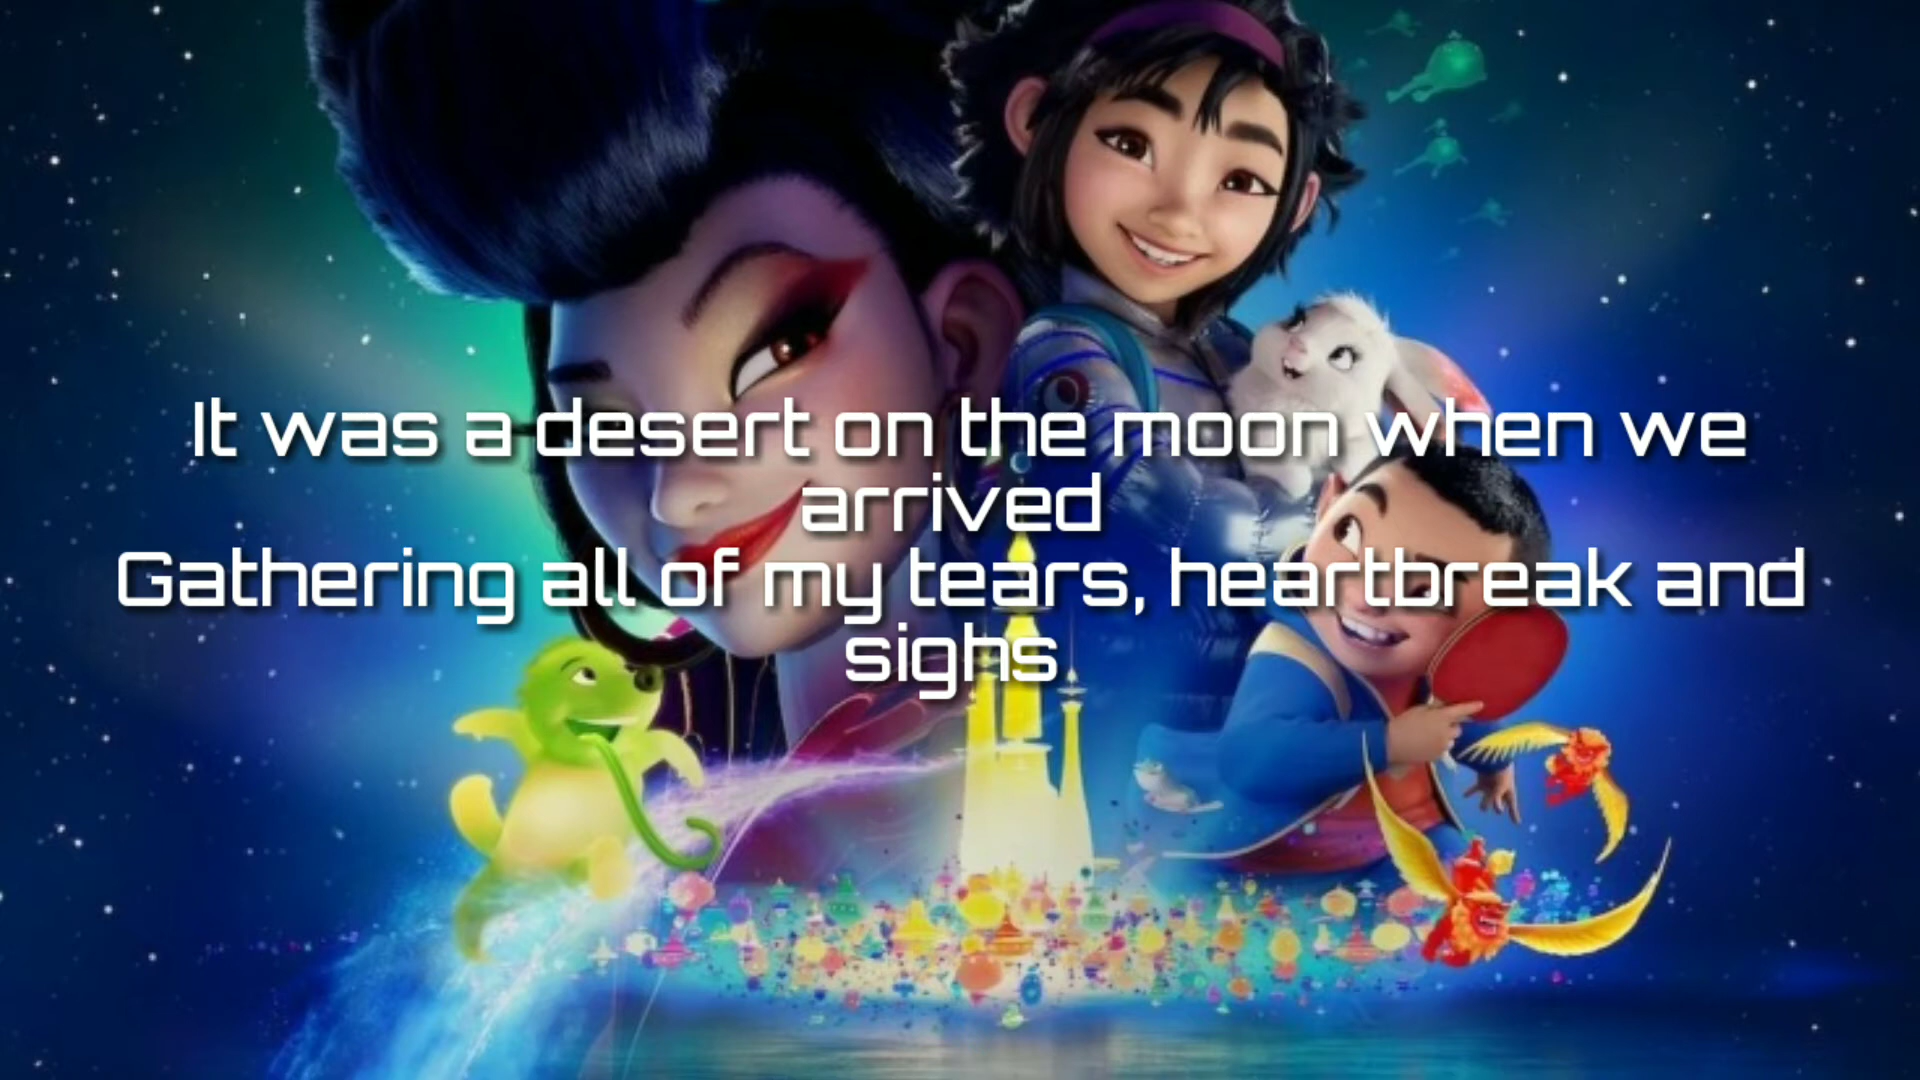 It was a desert on the moon when we
arrived
Gathering all of my tears, heartbreak and
sighs